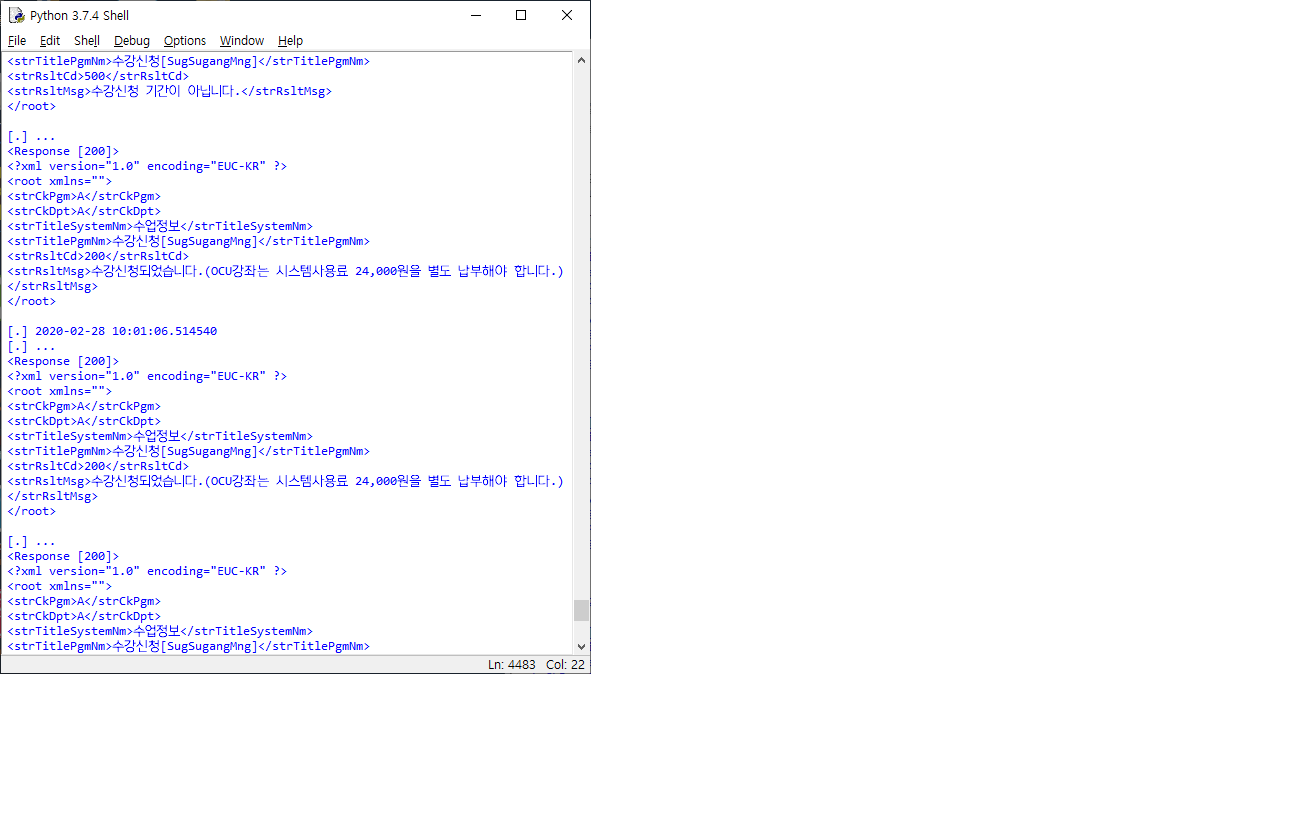 Python 3.7.4 Shell
File Edit Shell Debug Options Window Help
<strTitlePgmNm>수강신청[SugSugangMng]</strTitlePgmNm>
<strRsltCd>500</strRsltCd>
<strRsltMsg>수강신청 기간이 아닙니다.</strRsltMsg>
</root>
[.] ...
<Response [200]>
<?xml version="1.0" encoding="EUC-KR" ?>
<root xmlns="">
<strCkPgm>A</strCkPgm>
<strCkDpt>A</strCkDpt>
<strTitleSystemNm>수업정보</strTitleSystemNm>
<strTitlePgmNm>수강신청[SugSugangMng]</strTitlePgmNm>
<strRsltCd>200</strRsltCd>
<strRsltMsg>수강신청되었습니다.(OCU강좌는 시스템사용료 24,000원을 별도 납부해야 합니다.)
</strRsltMsg>
</root>
[.] 2020-02-28 10:01:06.514540
[.] ...
<Response [200]>
<?xml version="1.0" encoding="EUC-KR" ?>
<root xmlns="">
<strCkPgm>A</strCkPgm>
<strCkDpt>A</strCkDpt>
<strTitleSystemNm>수업정보</strTitleSystemNm>
<strTitlePgmNm>수강신청[SugSugangMng]</strTitlePgmNm>
<strRsltCd>200</strRsltCd>
<strRsltMsg>수강신청되었습니다.(OCU강좌는 시스템사용료 24,000원을 별도 납부해야 합니다.)
</strRsltMsg>
</root>
[.] ...
<Response [200]>
<?xml version="1.0" encoding="EUC-KR" ?>
<root xmlns="">
<strCkPgm>A</strCkPgm>
<strCkDpt>A</strCkDpt>
<strTitleSystemNm>수업정보</strTitleSystemNm>
<strTitlePgmNm>수강신청[SugSugangMng]</strTitlePgmNm>
Ln: 4483 Col: 22